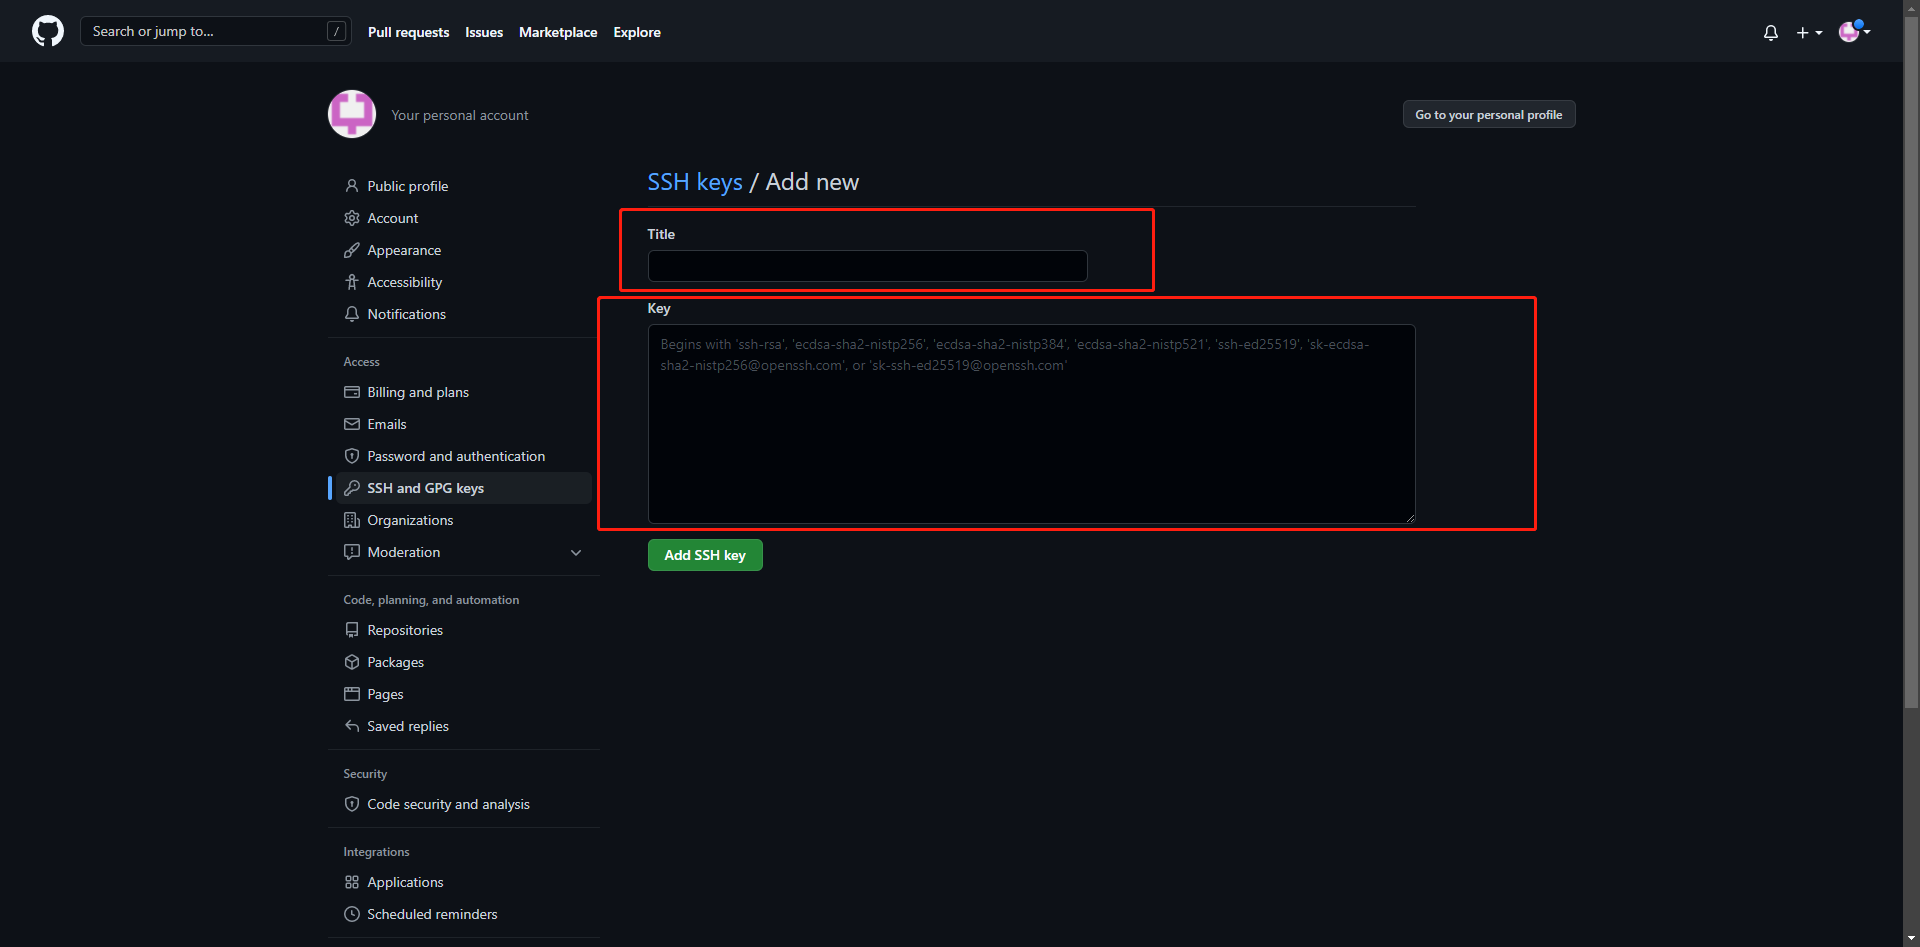 Search or jump to... /
Pull requests Issues Marketplace Explore
Your personal account
Go to your personal profile
Public profile
Account
Appearance
Accessibility
Notifications
Access
Billing and plans
Emails
Password and authentication
SSH and GPG keys
Organizations
Moderation
Code, planning, and automation
Repositories
Packages
Pages
Saved replies
Security
Code security and analysis
Integrations
Applications
Scheduled reminders
SSH keys / Add new
Title
Key
Begins with 'ssh-rsa', 'ecdsa-sha2-nistp256', 'ecdsa-sha2-nistp384', 'ecdsa-sha2-nistp521', 'ssh-ed25519', 'sk-ecdsa-
sha2-nistp256@openssh.com', or 'sk-ssh-ed25519@openssh.com'
Add SSH key